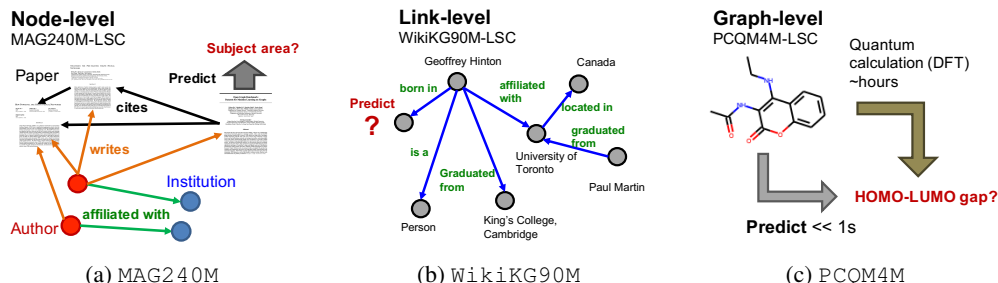 Node-level
MAG240M-LSC
Subject area?
Paper
Predict
cites
writes
Institution
affiliated with
Author
(a) MAG240M
Link-level
WikiKG90M-LSC
Geoffrey Hinton
Canada
born in
affiliated with
Predict
?
located in
graduated from
is a
University of Toronto
Graduated from
Paul Martin
Person
King's College, Cambridge
(b) WikiKG90M
Graph-level
PCQM4M-LSC
Quantum
calculation (DFT)
~hours
N
HN
O
O
O
HOMO-LUMO gap?
Predict << 1s
(c) PCQM4M